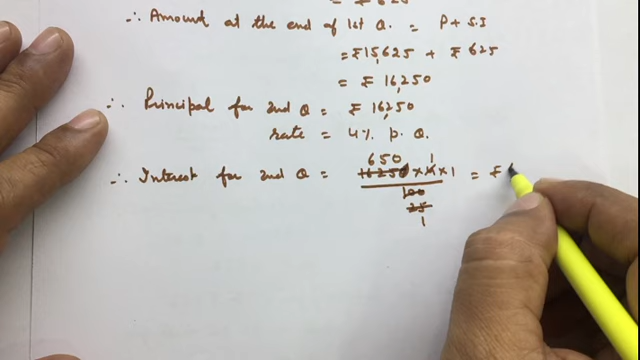 = ₹ 625
∴ Amount at the end of 1st Q. = P + S.I
= ₹ 15,625 + ₹ 625
= ₹ 16,250
∴ Principal for 2nd Q = ₹ 16,250
rate = 4% p. Q.
650 1
∴ Interest for 2nd Q = 16250 × 4 × 1 = ₹
100
25
1